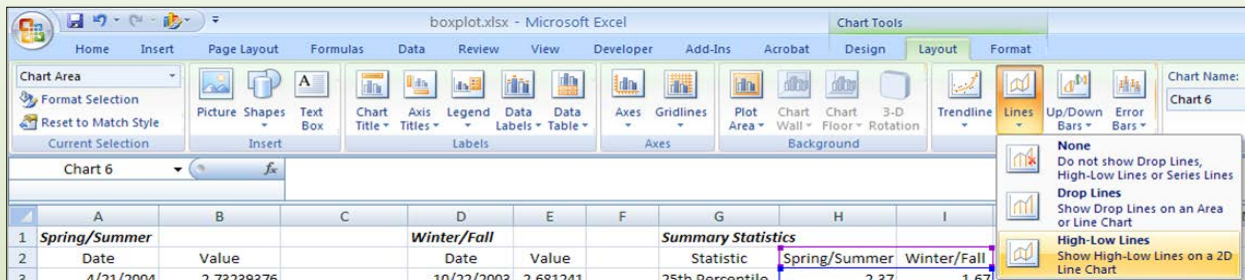 boxplot.xlsx - Microsoft Excel
Chart Tools
Home Insert Page Layout Formulas Data Review View Developer Add-Ins Acrobat Design Layout Format
Chart Area
Format Selection
Reset to Match Style
Current Selection
Picture Shapes Text Box
Insert
Chart Title Axis Titles Legend Data Labels Data Table
Labels
Axes Gridlines
Axes
Plot Area Chart Wall Chart Floor 3-D Rotation
Background
Trendline Lines Up/Down Bars Error Bars
Chart Name:
Chart 6
None
Do not show Drop Lines,
High-Low Lines or Series Lines
Drop Lines
Show Drop Lines on an Area
or Line Chart
High-Low Lines
Show High-Low Lines on a 2D
Line Chart
Chart 6 fx
A B C D E F G H I
1 Spring/Summer Winter/Fall Summary Statistics
2 Date Value Date Value Statistic Spring/Summer Winter/Fall
3 4/21/2004 2.73239376 10/22/2003 2.681241 25th Percentile 2.37 1.67